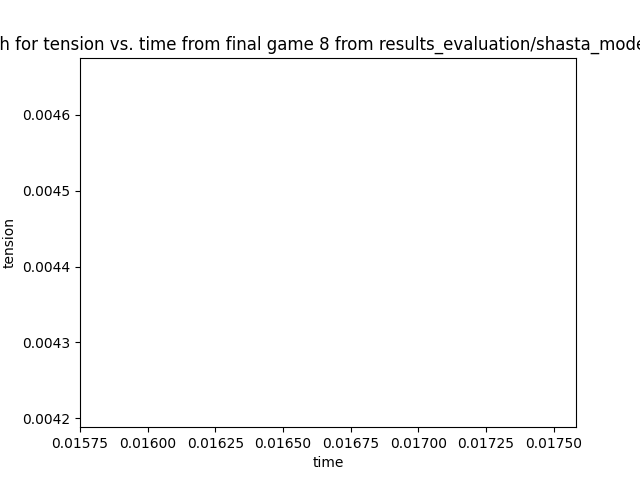 h for tension vs. time from final game 8 from results_evaluation/shasta_mode
0.0046
0.0045
0.0044
0.0043
0.0042
tension
0.01575 0.01600 0.01625 0.01650 0.01675 0.01700 0.01725 0.01750
time